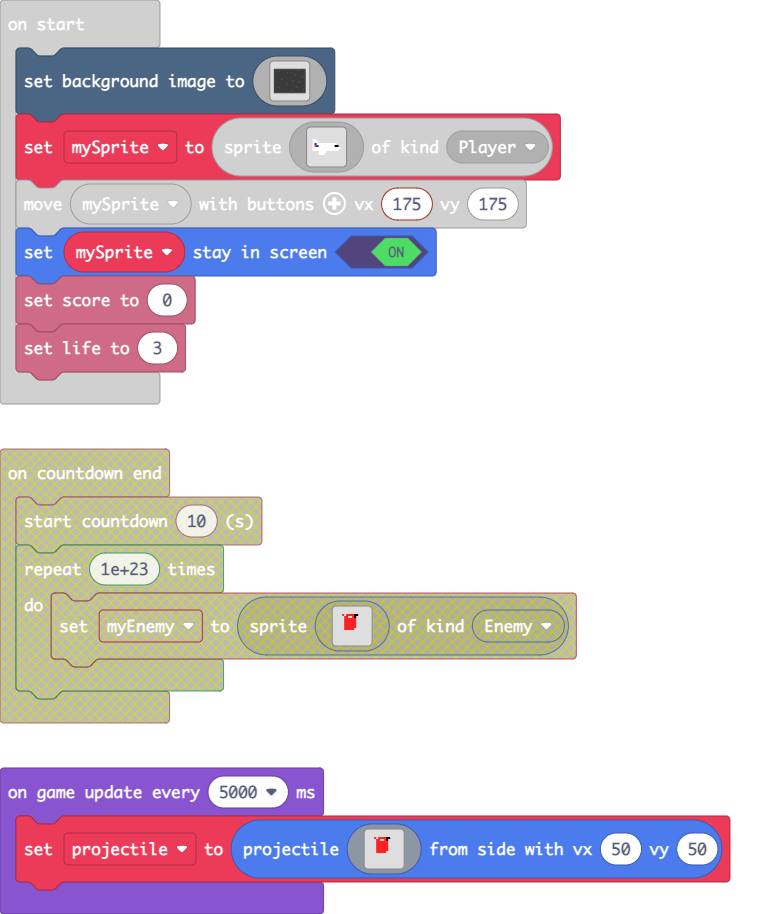 on start
set background image to
set mySprite to sprite of kind Player
move mySprite with buttons vx 175 vy 175
set mySprite stay in screen ON
set score to 0
set life to 3
on countdown end
start countdown 10 (s)
repeat 1e+23 times
do
set myEnemy to sprite of kind Enemy
on game update every 5000 ms
set projectile to projectile from side with vx 50 vy 50